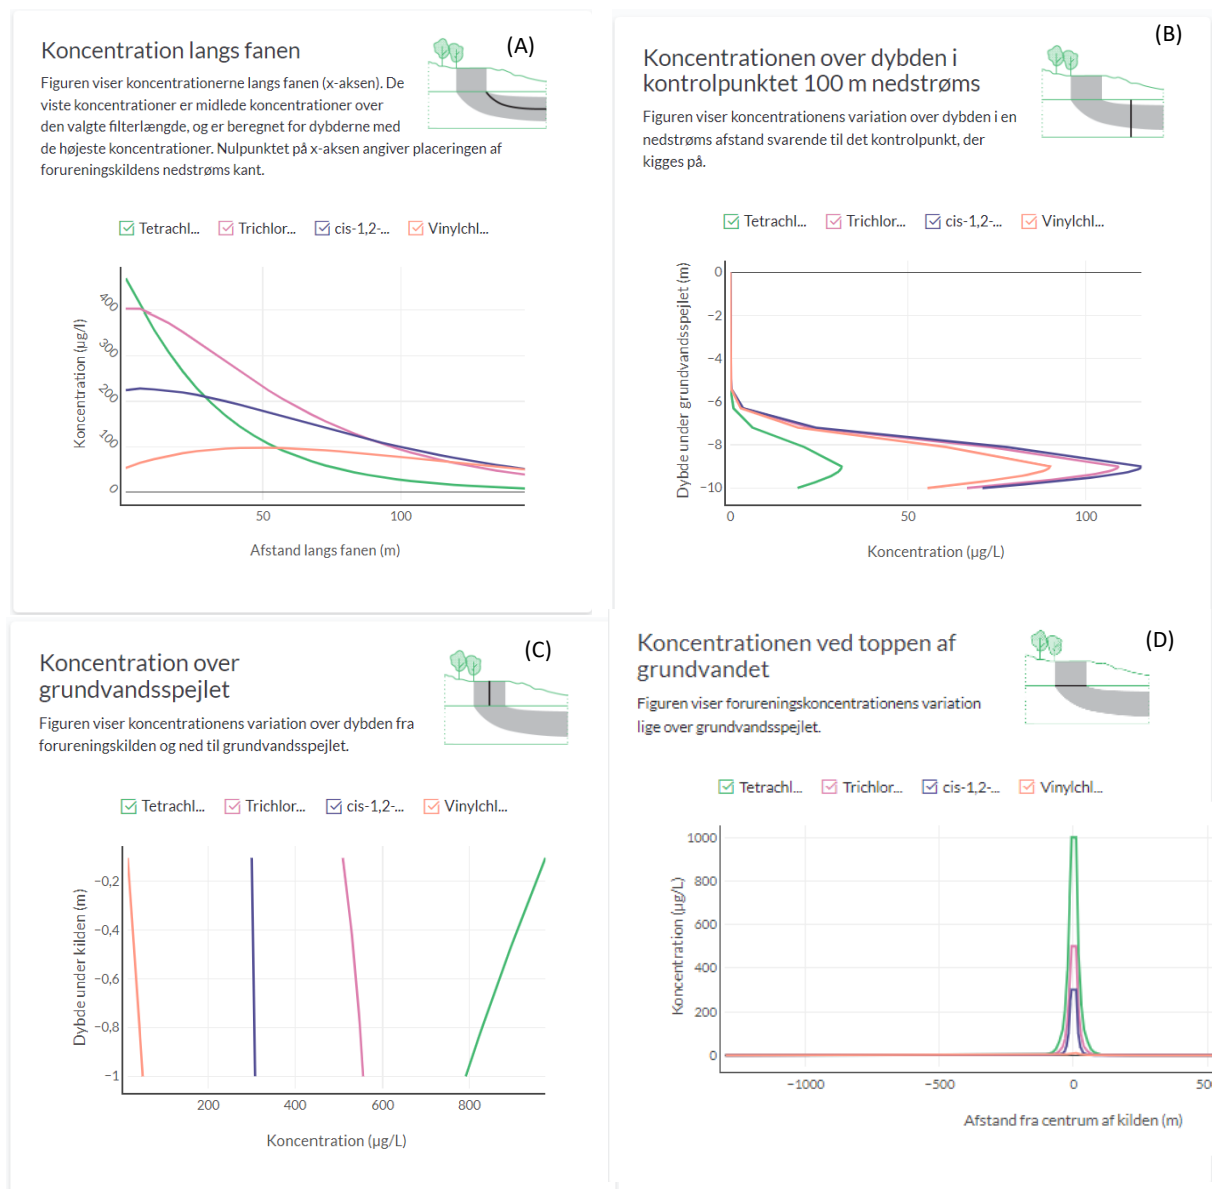 Koncentration langs fanen
(A)
Figuren viser koncentrationerne langs fanen (x-aksen). De
viste koncentrationer er midlede koncentrationer over
den valgte filterlængde, og er beregnet for dybderne med
de højeste koncentrationer. Nulpunktet på x-aksen angiver placeringen af
forureningskildens nedstrøms kant.
Tetrachl... Trichlor... cis-1,2-... Vinylchl...
Koncentration (µg/l)
400
300
200
100
0
50 100
Afstand langs fanen (m)
(B)
Koncentrationen over dybden i
kontrolpunktet 100 m nedstrøms
Figuren viser koncentrationens variation over dybden i en
nedstrøms afstand svarende til det kontrolpunkt, der
kigges på.
Tetrachl... Trichlor... cis-1,2-... Vinylchl...
Dybde under grundvandsspejlet (m)
0
−2
−4
−6
−8
−10
0 50 100
Koncentration (µg/L)
Koncentration over
grundvandsspejlet
(C)
Figuren viser koncentrationens variation over dybden fra
forureningskilden og ned til grundvandsspejlet.
Tetrachl... Trichlor... cis-1,2-... Vinylchl...
Dybde under kilden (m)
−0,2
−0,4
−0,6
−0,8
−1
200 400 600 800
Koncentration (µg/L)
Koncentrationen ved toppen af
grundvandet
(D)
Figuren viser forureningskoncentrationens variation
lige over grundvandsspejlet.
Tetrachl... Trichlor... cis-1,2-... Vinylchl...
Koncentration (µg/L)
1000
800
600
400
200
0
−1000 −500 0 50
Afstand fra centrum af kilden (m)